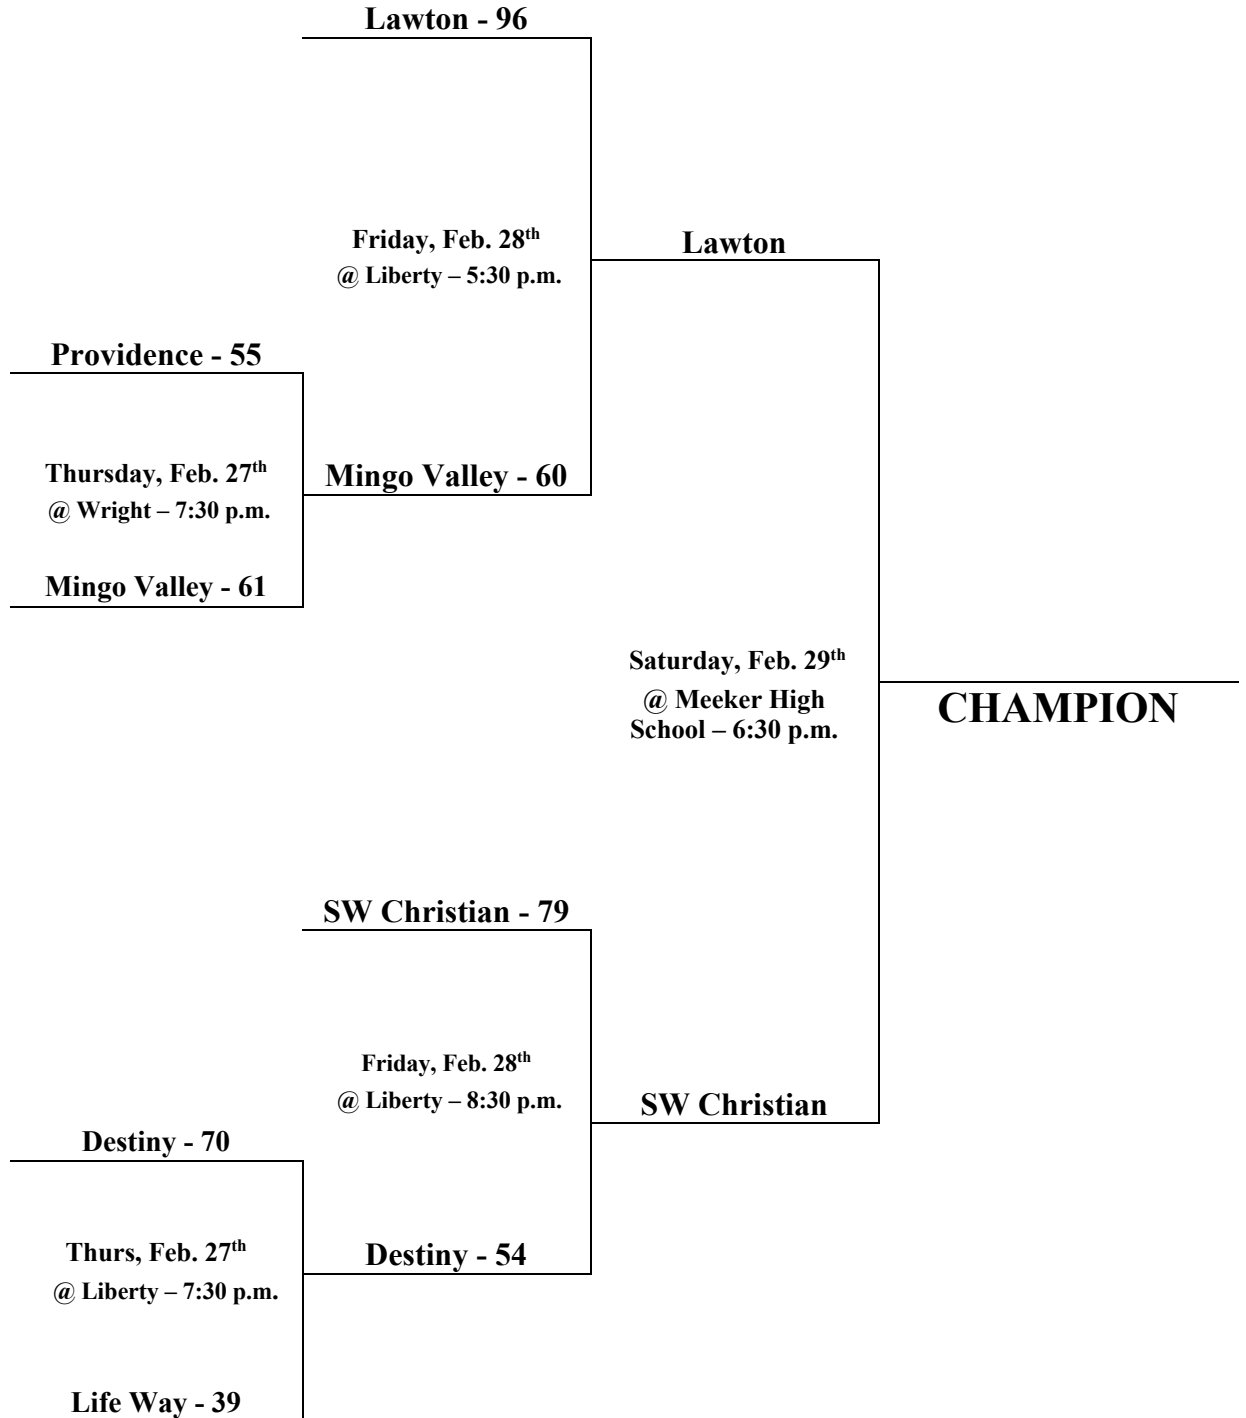 Lawton - 96
Friday, Feb. 28th
@ Liberty – 5:30 p.m.
Lawton
Providence - 55
Thursday, Feb. 27th
@ Wright – 7:30 p.m.
Mingo Valley - 60
Mingo Valley - 61
Saturday, Feb. 29th
@ Meeker High
School – 6:30 p.m.
CHAMPION
SW Christian - 79
Friday, Feb. 28th
@ Liberty – 8:30 p.m.
SW Christian
Destiny - 70
Thurs, Feb. 27th
@ Liberty – 7:30 p.m.
Destiny - 54
Life Way - 39